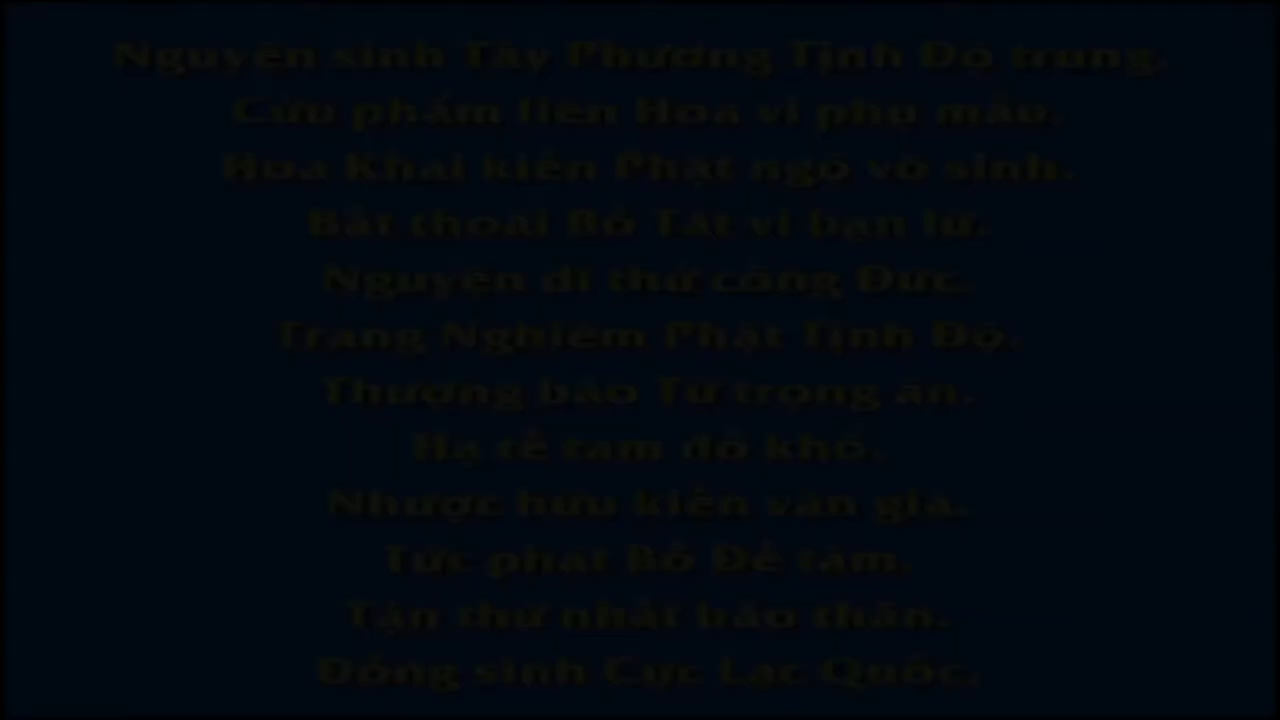 Nguyện sinh Tây Phương Tịnh Độ trung.
Cửu phẩm liên Hoa vi phụ mẫu.
Hoa Khai kiến Phật ngộ vô sinh.
Bất thoái Bồ Tát vi bạn lữ.
Nguyện dĩ thử công Đức.
Trang Nghiêm Phật Tịnh Độ.
Thượng báo Tứ trọng ân.
Hạ tế tam đồ khổ.
Nhược hữu kiến văn giả.
Tức phát Bồ Đề tâm.
Tận thử nhất báo thân.
Đồng sinh Cực Lạc Quốc.